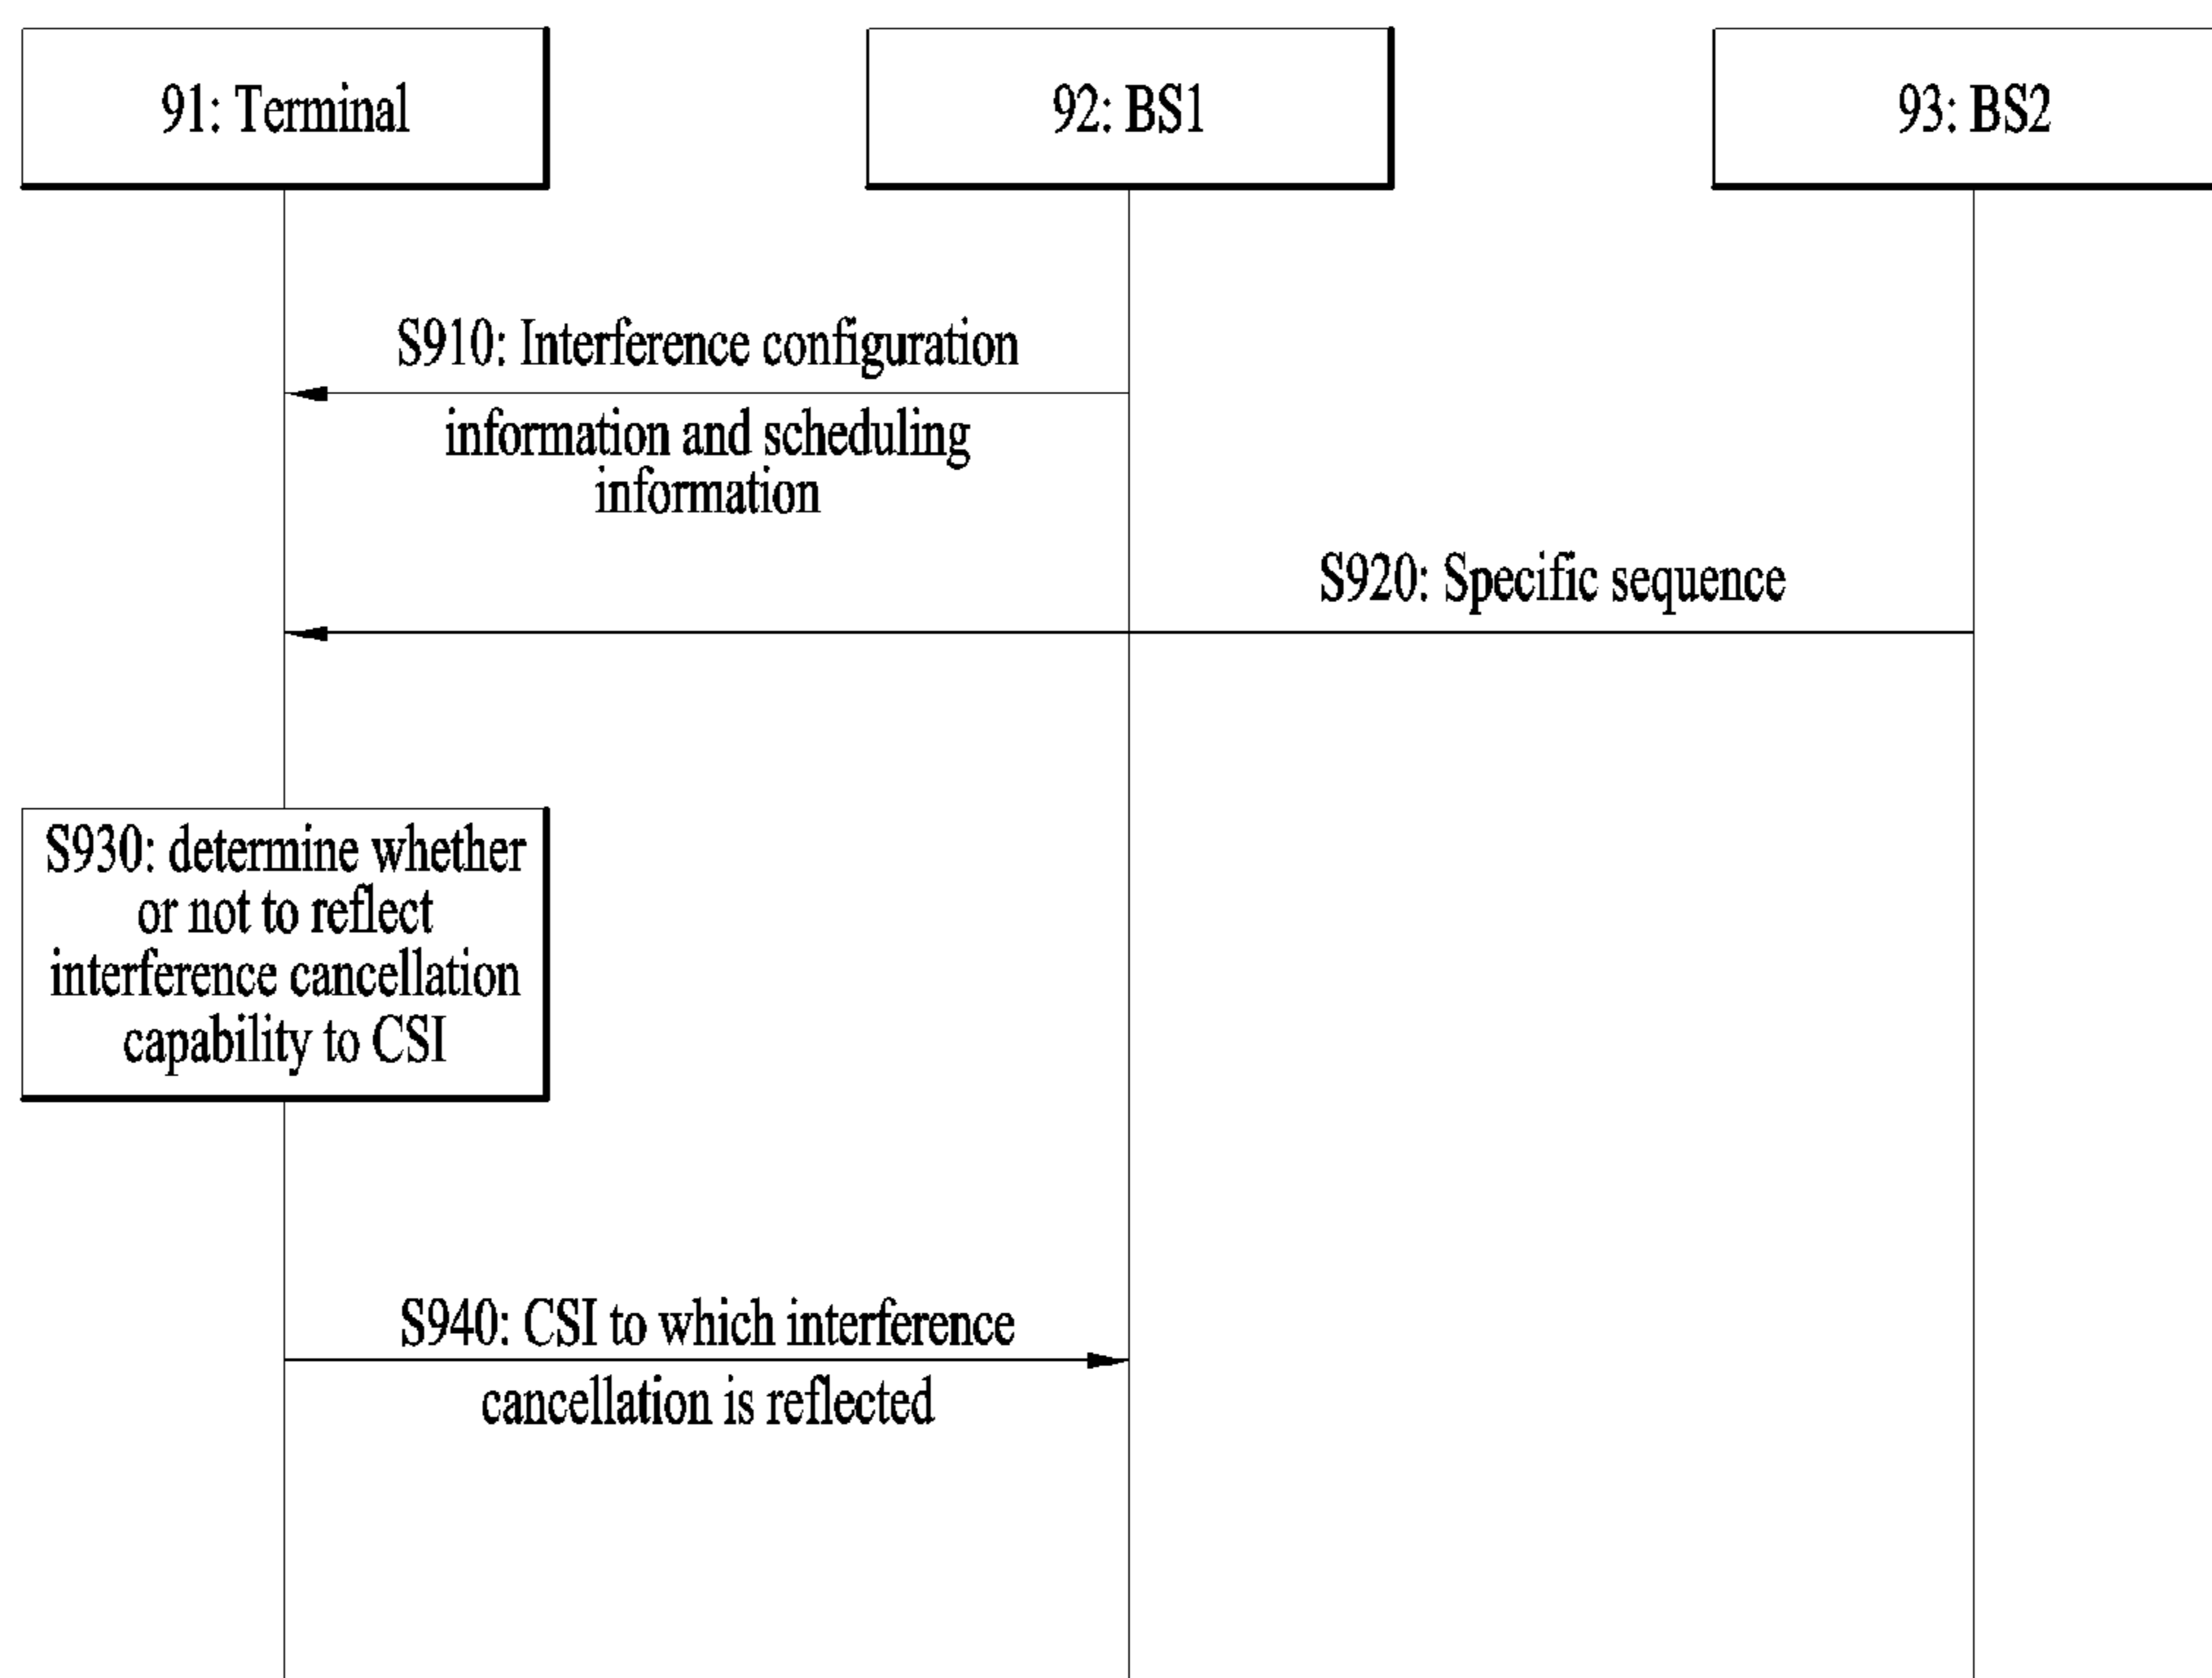 91: Terminal
92: BS1
93: BS2
S910: Interference configuration
information and scheduling
information
S920: Specific sequence
S930: determine whether
or not to reflect
interference cancellation
capability to CSI
S940: CSI to which interference
cancellation is reflected